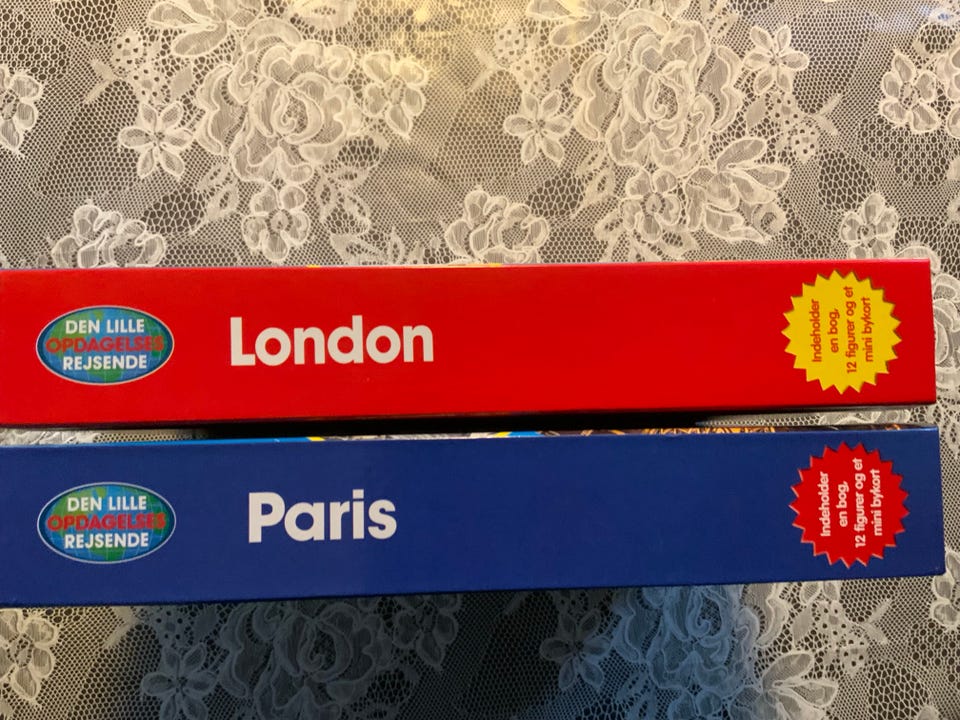 DEN LILLE
OPDAGELSES
REJSENDE
London
Indeholder
en bog,
12 figurer og et
mini bykort
DEN LILLE
OPDAGELSES
REJSENDE
Paris
Indeholder
en bog,
12 figurer og et
mini bykort